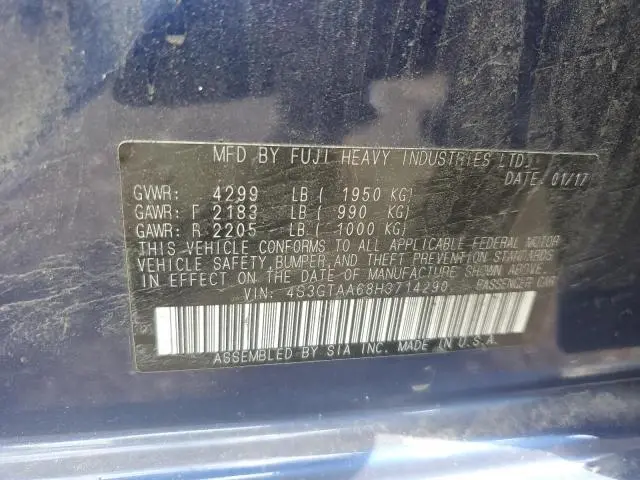 MFD BY FUJI HEAVY INDUSTRIES LTD.
DATE: 01/17
GVWR: 4299 LB ( 1950 KG)
GAWR: F 2183 LB ( 990 KG)
GAWR: R 2205 LB ( 1000 KG)
THIS VEHICLE CONFORMS TO ALL APPLICABLE FEDERAL MOTOR
VEHICLE SAFETY, BUMPER, AND THEFT PREVENTION STANDARDS
IN EFFECT ON THE DATE OF MANUFACTURE SHOWN ABOVE.
VIN: 4S3GTAA68H3714290 PASSENGER CAR
ASSEMBLED BY SIA INC. MADE IN U.S.A.